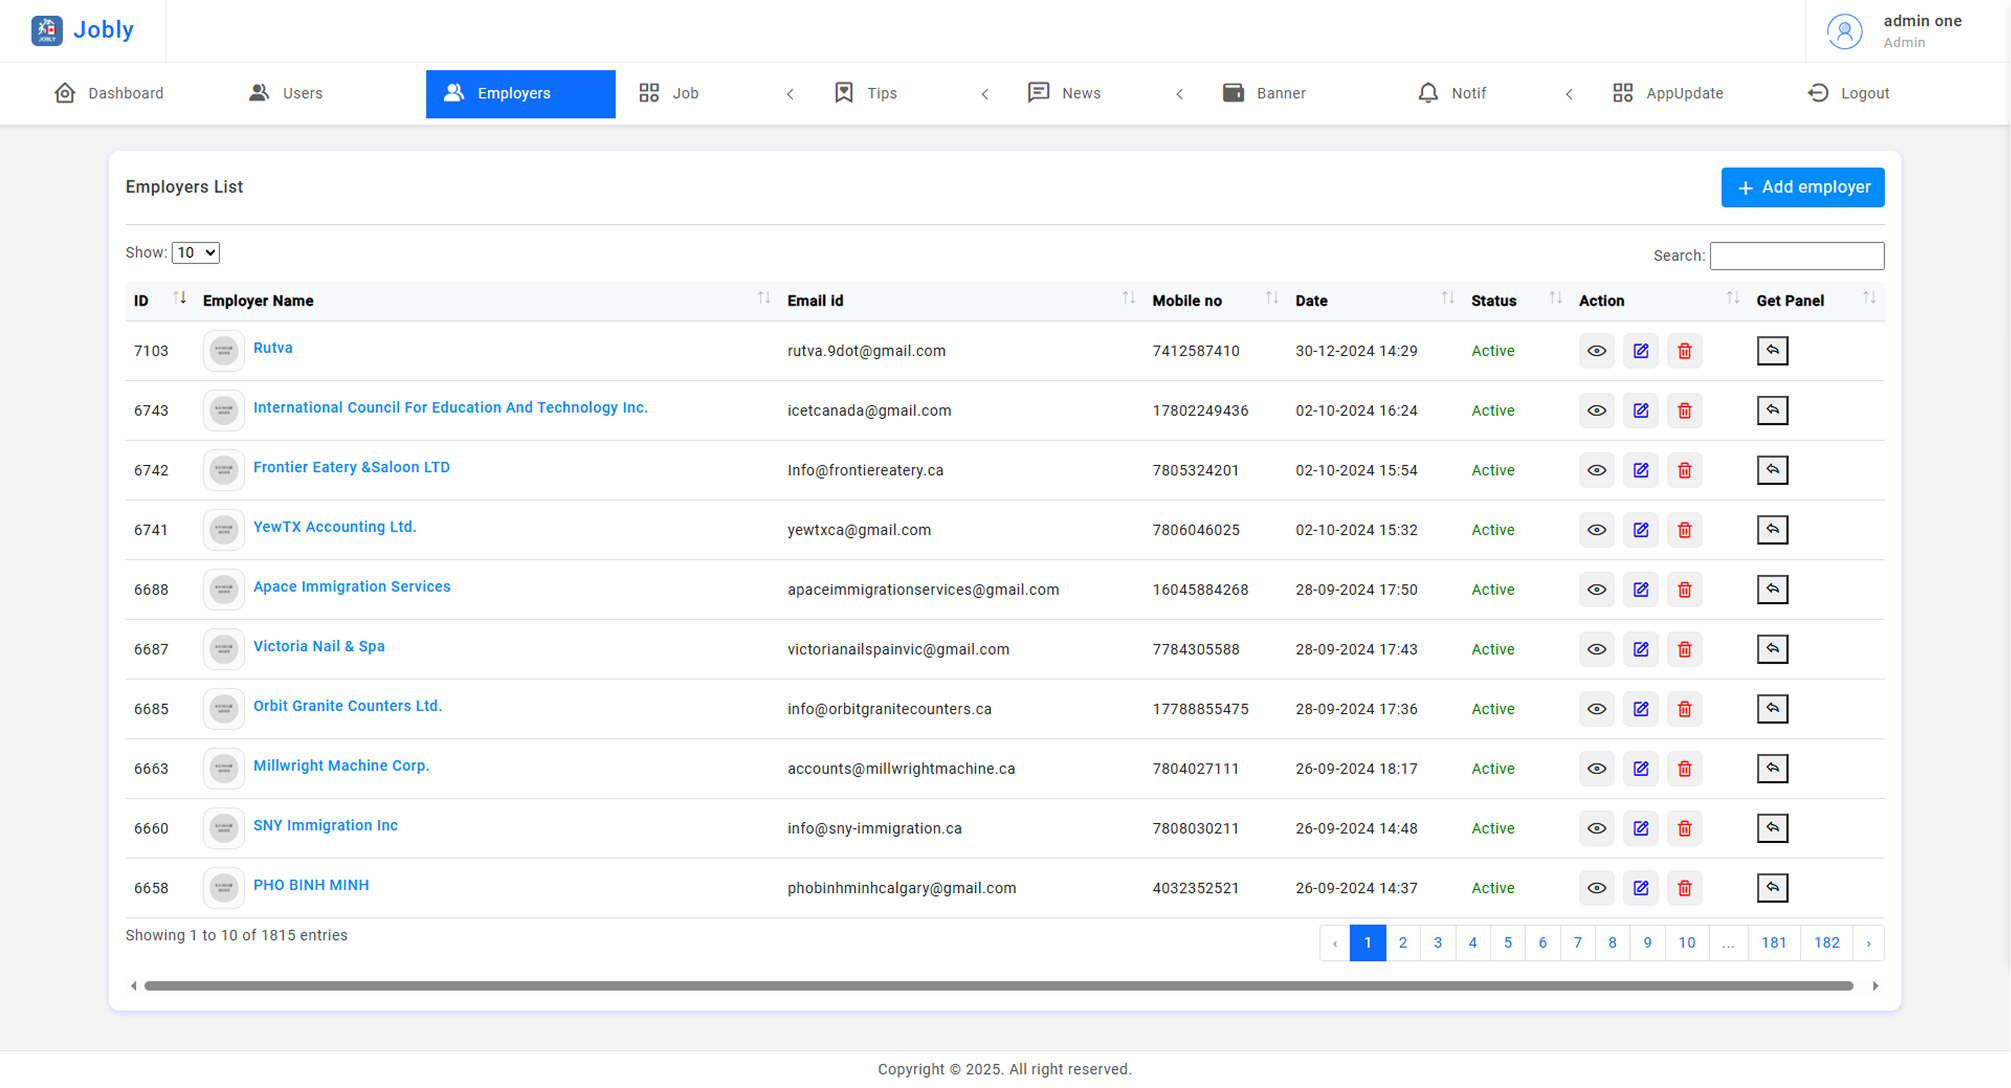 Jobly
admin one
Admin
Dashboard Users Employers Job Tips News Banner Notif AppUpdate Logout
Employers List
+ Add employer
Show: 10
Search:
ID Employer Name Email id Mobile no Date Status Action Get Panel
7103 Rutva rutva.9dot@gmail.com 7412587410 30-12-2024 14:29 Active
6743 International Council For Education And Technology Inc. icetcanada@gmail.com 17802249436 02-10-2024 16:24 Active
6742 Frontier Eatery &Saloon LTD Info@frontiereatery.ca 7805324201 02-10-2024 15:54 Active
6741 YewTX Accounting Ltd. yewtxca@gmail.com 7806046025 02-10-2024 15:32 Active
6688 Apace Immigration Services apaceimmigrationservices@gmail.com 16045884268 28-09-2024 17:50 Active
6687 Victoria Nail & Spa victorianailspainvic@gmail.com 7784305588 28-09-2024 17:43 Active
6685 Orbit Granite Counters Ltd. info@orbitgranitecounters.ca 17788855475 28-09-2024 17:36 Active
6663 Millwright Machine Corp. accounts@millwrightmachine.ca 7804027111 26-09-2024 18:17 Active
6660 SNY Immigration Inc info@sny-immigration.ca 7808030211 26-09-2024 14:48 Active
6658 PHO BINH MINH phobinhminhcalgary@gmail.com 4032352521 26-09-2024 14:37 Active
Showing 1 to 10 of 1815 entries
‹ 1 2 3 4 5 6 7 8 9 10 ... 181 182 ›
Copyright © 2025. All right reserved.